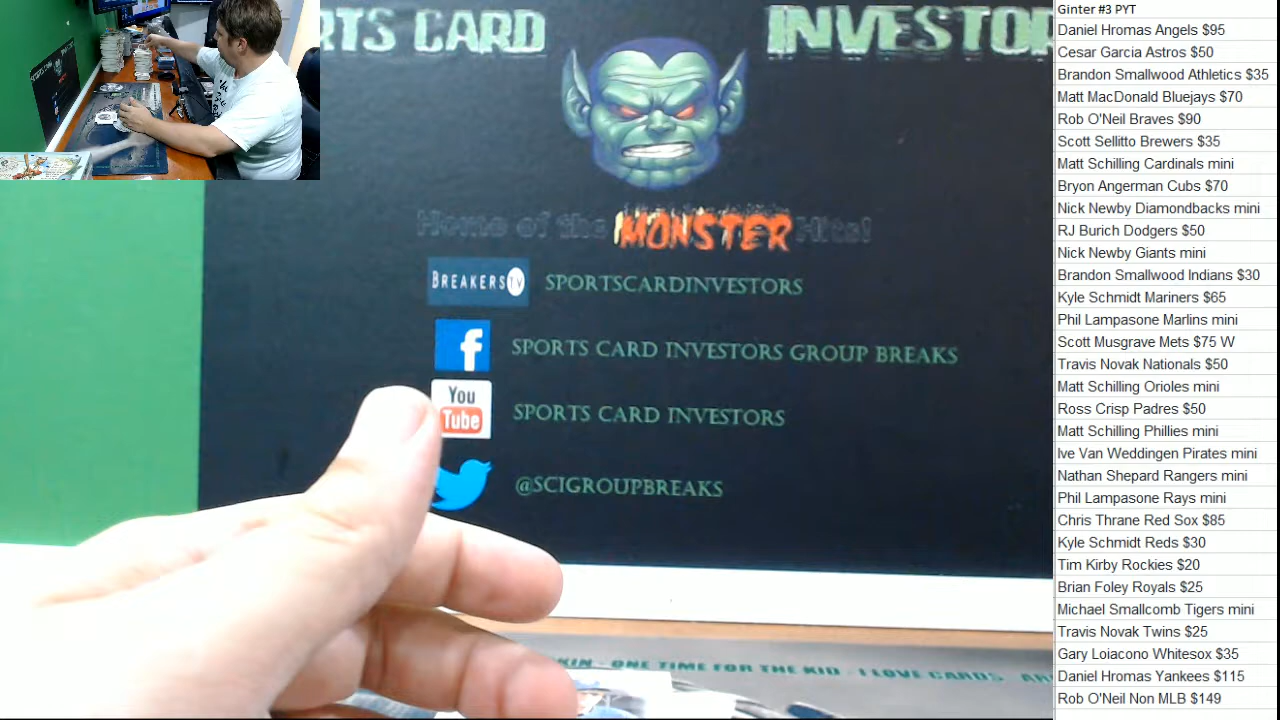 RTS CARD INVESTOR
Home of the MONSTER Hits!
BREAKERS TV SPORTSCARDINVESTORS
f SPORTS CARD INVESTORS GROUP BREAKS
You Tube SPORTS CARD INVESTORS
@SCIGROUPBREAKS
KIN - ONE TIME FOR THE KID - I LOVE CARDS
Ginter #3 PYT
Daniel Hromas Angels $95
Cesar Garcia Astros $50
Brandon Smallwood Athletics $35
Matt MacDonald Bluejays $70
Rob O'Neil Braves $90
Scott Sellitto Brewers $35
Matt Schilling Cardinals mini
Bryon Angerman Cubs $70
Nick Newby Diamondbacks mini
RJ Burich Dodgers $50
Nick Newby Giants mini
Brandon Smallwood Indians $30
Kyle Schmidt Mariners $65
Phil Lampasone Marlins mini
Scott Musgrave Mets $75 W
Travis Novak Nationals $50
Matt Schilling Orioles mini
Ross Crisp Padres $50
Matt Schilling Phillies mini
Ive Van Weddingen Pirates mini
Nathan Shepard Rangers mini
Phil Lampasone Rays mini
Chris Thrane Red Sox $85
Kyle Schmidt Reds $30
Tim Kirby Rockies $20
Brian Foley Royals $25
Michael Smallcomb Tigers mini
Travis Novak Twins $25
Gary Loiacono Whitesox $35
Daniel Hromas Yankees $115
Rob O'Neil Non MLB $149